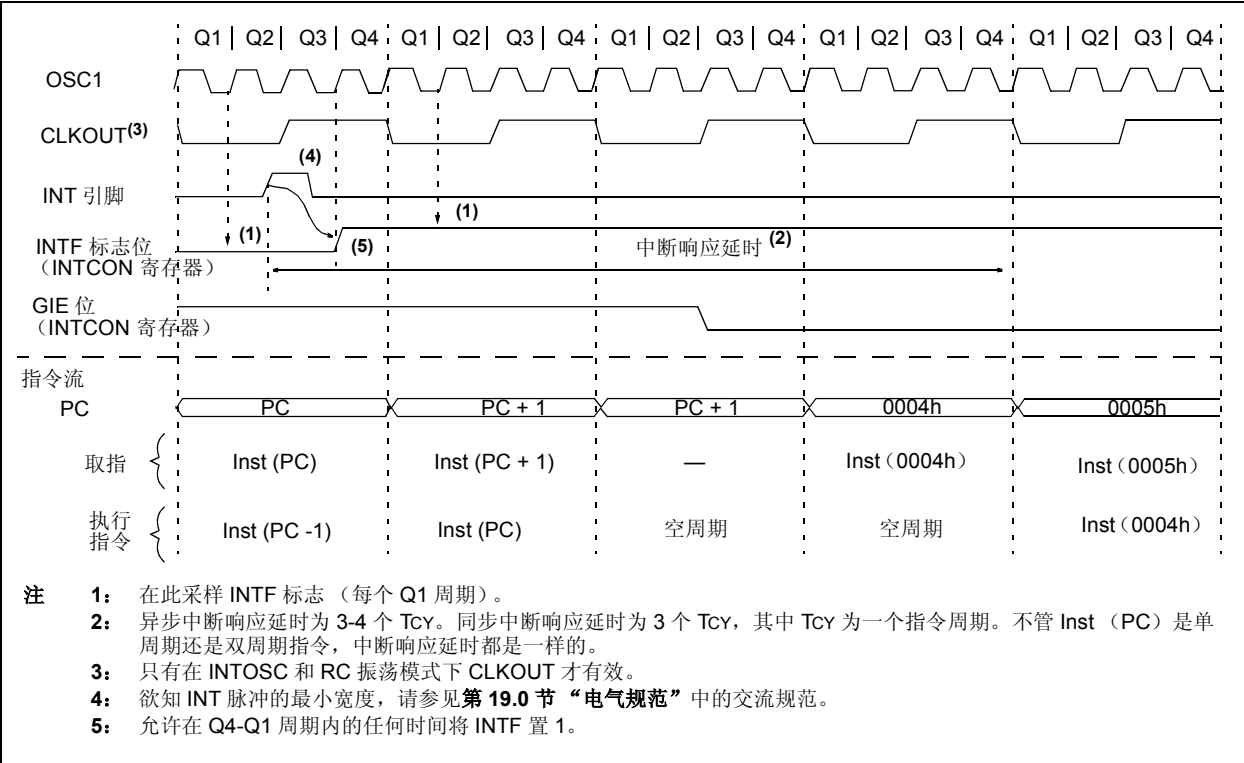 Q1 Q2 Q3 Q4 Q1 Q2 Q3 Q4 Q1 Q2 Q3 Q4 Q1 Q2 Q3 Q4 Q1 Q2 Q3 Q4
OSC1
CLKOUT(3)
(4)
INT 引脚
(1)
(1)
(5)
INTF 标志位
(INTCON 寄存器)
中断响应延时 (2)
GIE 位
(INTCON 寄存器)
指令流
PC PC PC + 1 PC + 1 0004h 0005h
取指 Inst (PC) Inst (PC + 1) — Inst(0004h) Inst(0005h)
执行
指令
Inst (PC -1) Inst (PC) 空周期 空周期 Inst(0004h)
注 1: 在此采样 INTF 标志 (每个 Q1 周期)。
2: 异步中断响应延时为 3-4 个 TCY。同步中断响应延时为 3 个 TCY,其中 TCY 为一个指令周期。不管 Inst (PC)是单
周期还是双周期指令,中断响应延时都是一样的。
3: 只有在 INTOSC 和 RC 振荡模式下 CLKOUT 才有效。
4: 欲知 INT 脉冲的最小宽度,请参见第 19.0 节 “电气规范”中的交流规范。
5: 允许在 Q4-Q1 周期内的任何时间将 INTF 置 1。